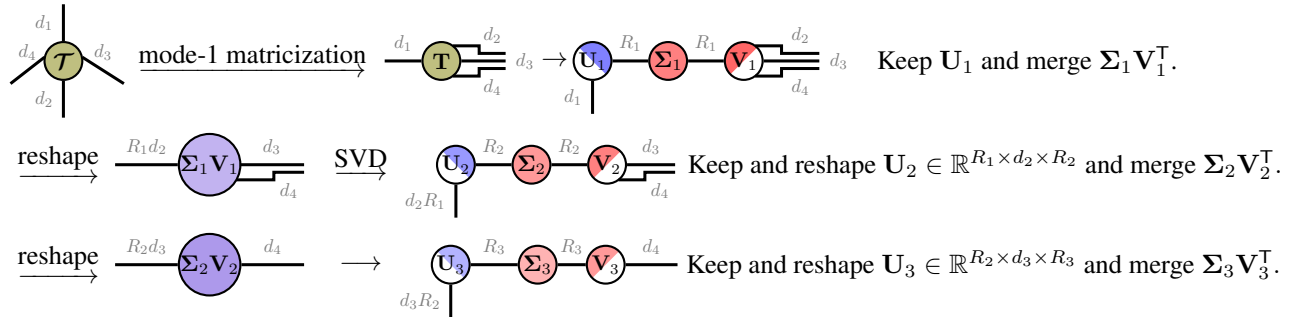 d₁ d₄ 𝓣 d₃ d₂ mode-1 matricization d₁ T d₂ d₃ d₄ → U₁ d₁ R₁ Σ₁ R₁ V₁ d₂ d₃ d₄ Keep U₁ and merge Σ₁V₁ᵀ.
reshape R₁d₂ Σ₁V₁ d₃ d₄ SVD U₂ d₂R₁ R₂ Σ₂ R₂ V₂ d₃ d₄ Keep and reshape U₂ ∈ ℝ^{R₁×d₂×R₂} and merge Σ₂V₂ᵀ.
reshape R₂d₃ Σ₂V₂ d₄ → U₃ d₃R₂ R₃ Σ₃ R₃ V₃ d₄ Keep and reshape U₃ ∈ ℝ^{R₂×d₃×R₃} and merge Σ₃V₃ᵀ.